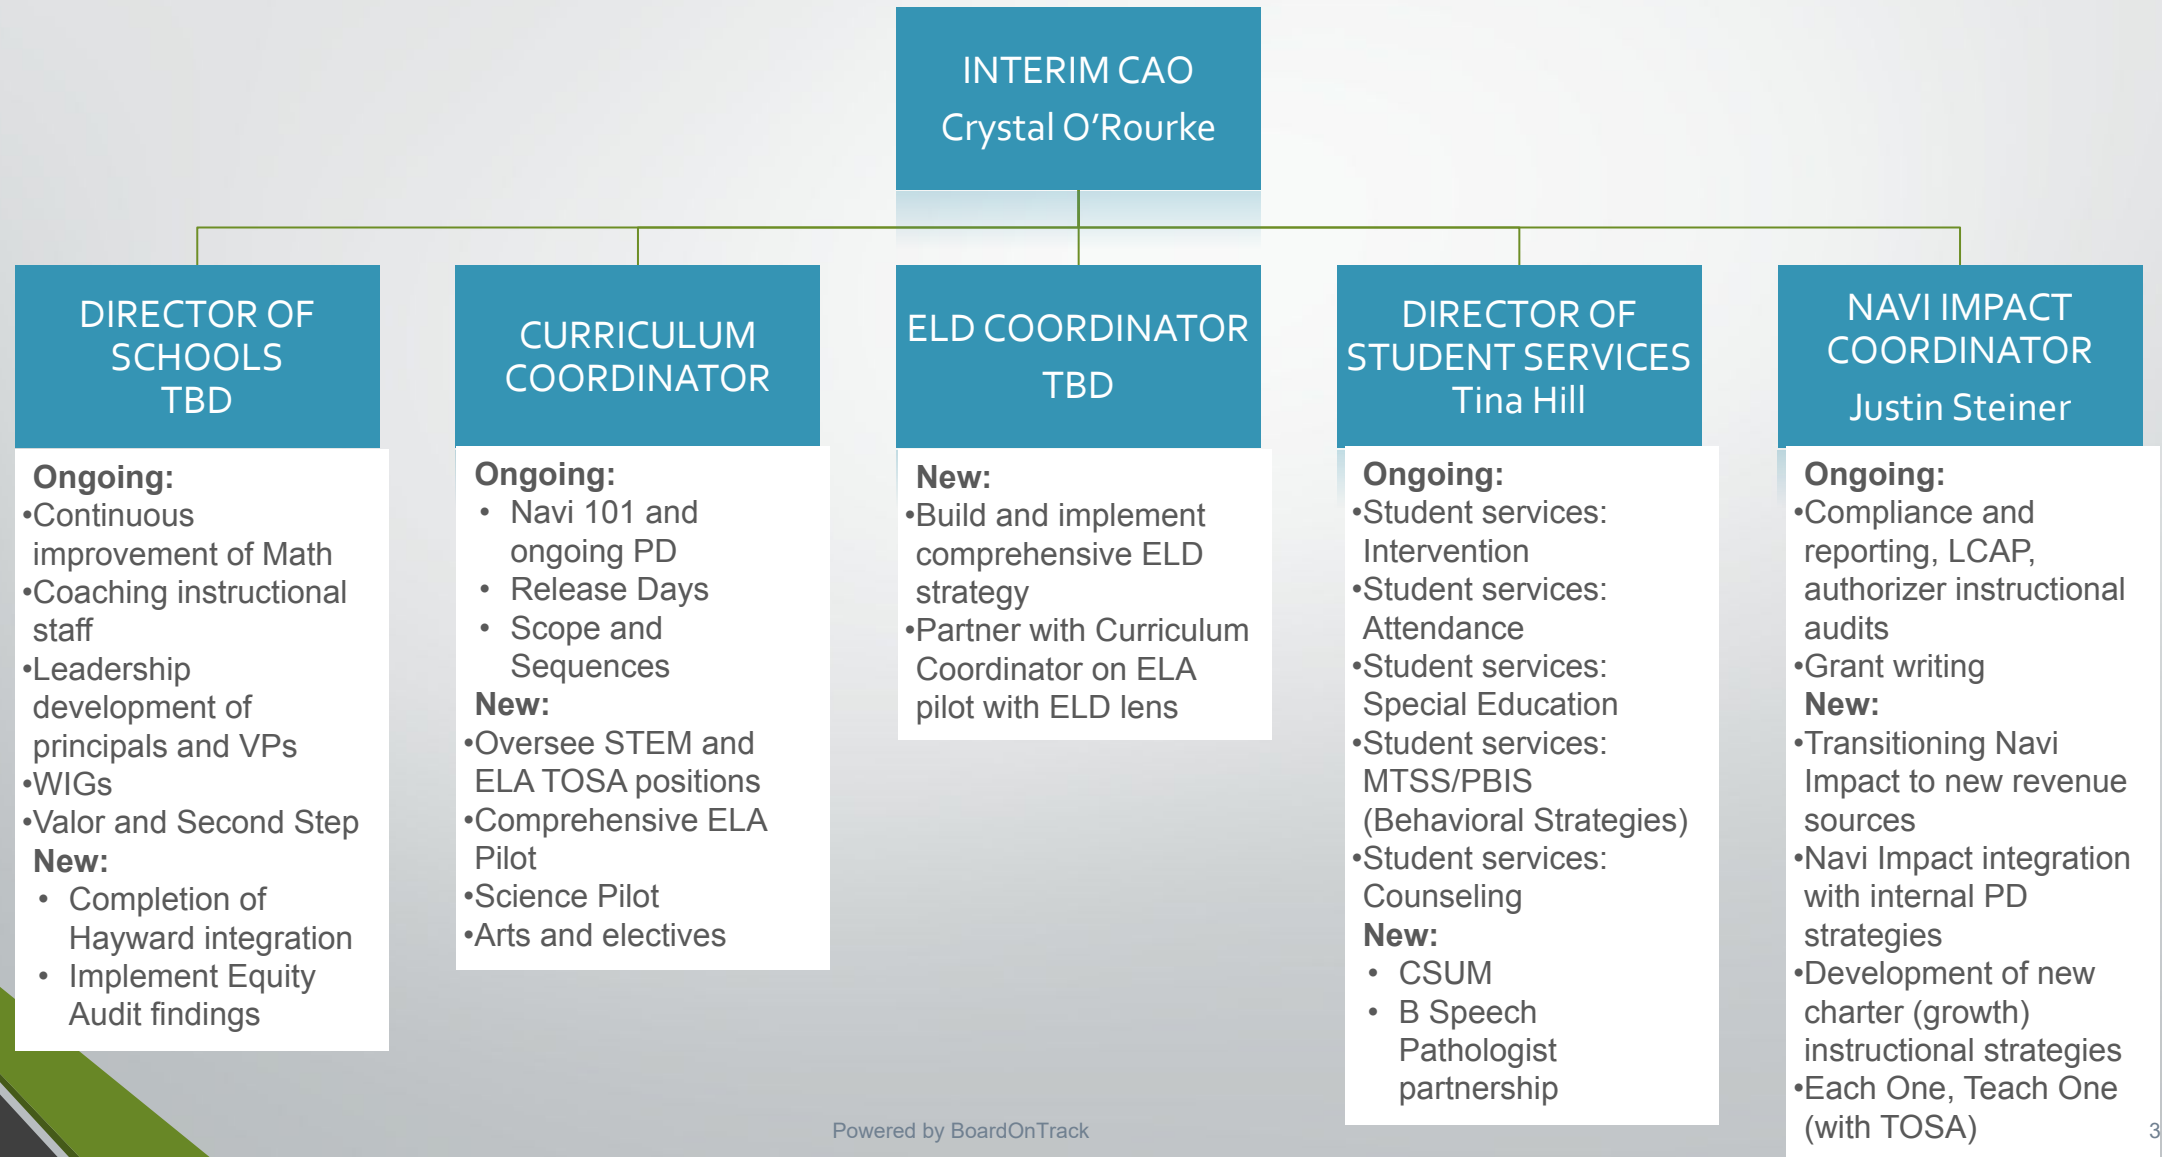 INTERIM CAO
Crystal O’Rourke
DIRECTOR OF
SCHOOLS
TBD
Ongoing:
•Continuous
improvement of Math
•Coaching instructional
staff
•Leadership
development of
principals and VPs
•WIGs
•Valor and Second Step
New:
• Completion of
Hayward integration
• Implement Equity
Audit findings
CURRICULUM
COORDINATOR
Ongoing:
• Navi 101 and
ongoing PD
• Release Days
• Scope and
Sequences
New:
•Oversee STEM and
ELA TOSA positions
•Comprehensive ELA
Pilot
•Science Pilot
•Arts and electives
ELD COORDINATOR
TBD
New:
•Build and implement
comprehensive ELD
strategy
•Partner with Curriculum
Coordinator on ELA
pilot with ELD lens
DIRECTOR OF
STUDENT SERVICES
Tina Hill
Ongoing:
•Student services:
Intervention
•Student services:
Attendance
•Student services:
Special Education
•Student services:
MTSS/PBIS
(Behavioral Strategies)
•Student services:
Counseling
New:
• CSUM
• B Speech
Pathologist
partnership
NAVI IMPACT
COORDINATOR
Justin Steiner
Ongoing:
•Compliance and
reporting, LCAP,
authorizer instructional
audits
•Grant writing
New:
•Transitioning Navi
Impact to new revenue
sources
•Navi Impact integration
with internal PD
strategies
•Development of new
charter (growth)
instructional strategies
•Each One, Teach One
(with TOSA)
Powered by BoardOnTrack
3